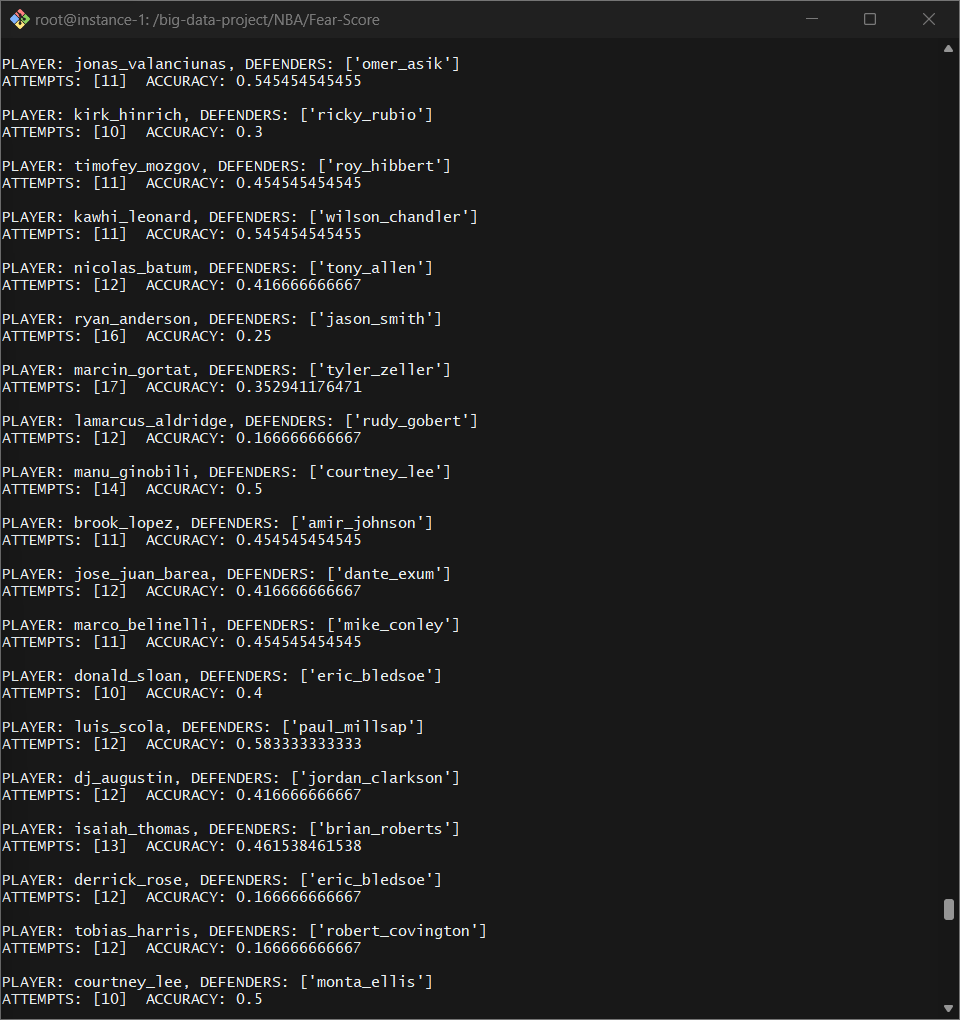 root@instance-1: /big-data-project/NBA/Fear-Score
PLAYER: jonas_valanciunas, DEFENDERS: ['omer_asik']
ATTEMPTS: [11]  ACCURACY: 0.545454545455
PLAYER: kirk_hinrich, DEFENDERS: ['ricky_rubio']
ATTEMPTS: [10]  ACCURACY: 0.3
PLAYER: timofey_mozgov, DEFENDERS: ['roy_hibbert']
ATTEMPTS: [11]  ACCURACY: 0.454545454545
PLAYER: kawhi_leonard, DEFENDERS: ['wilson_chandler']
ATTEMPTS: [11]  ACCURACY: 0.545454545455
PLAYER: nicolas_batum, DEFENDERS: ['tony_allen']
ATTEMPTS: [12]  ACCURACY: 0.416666666667
PLAYER: ryan_anderson, DEFENDERS: ['jason_smith']
ATTEMPTS: [16]  ACCURACY: 0.25
PLAYER: marcin_gortat, DEFENDERS: ['tyler_zeller']
ATTEMPTS: [17]  ACCURACY: 0.352941176471
PLAYER: lamarcus_aldridge, DEFENDERS: ['rudy_gobert']
ATTEMPTS: [12]  ACCURACY: 0.166666666667
PLAYER: manu_ginobili, DEFENDERS: ['courtney_lee']
ATTEMPTS: [14]  ACCURACY: 0.5
PLAYER: brook_lopez, DEFENDERS: ['amir_johnson']
ATTEMPTS: [11]  ACCURACY: 0.454545454545
PLAYER: jose_juan_barea, DEFENDERS: ['dante_exum']
ATTEMPTS: [12]  ACCURACY: 0.416666666667
PLAYER: marco_belinelli, DEFENDERS: ['mike_conley']
ATTEMPTS: [11]  ACCURACY: 0.454545454545
PLAYER: donald_sloan, DEFENDERS: ['eric_bledsoe']
ATTEMPTS: [10]  ACCURACY: 0.4
PLAYER: luis_scola, DEFENDERS: ['paul_millsap']
ATTEMPTS: [12]  ACCURACY: 0.583333333333
PLAYER: dj_augustin, DEFENDERS: ['jordan_clarkson']
ATTEMPTS: [12]  ACCURACY: 0.416666666667
PLAYER: isaiah_thomas, DEFENDERS: ['brian_roberts']
ATTEMPTS: [13]  ACCURACY: 0.461538461538
PLAYER: derrick_rose, DEFENDERS: ['eric_bledsoe']
ATTEMPTS: [12]  ACCURACY: 0.166666666667
PLAYER: tobias_harris, DEFENDERS: ['robert_covington']
ATTEMPTS: [12]  ACCURACY: 0.166666666667
PLAYER: courtney_lee, DEFENDERS: ['monta_ellis']
ATTEMPTS: [10]  ACCURACY: 0.5